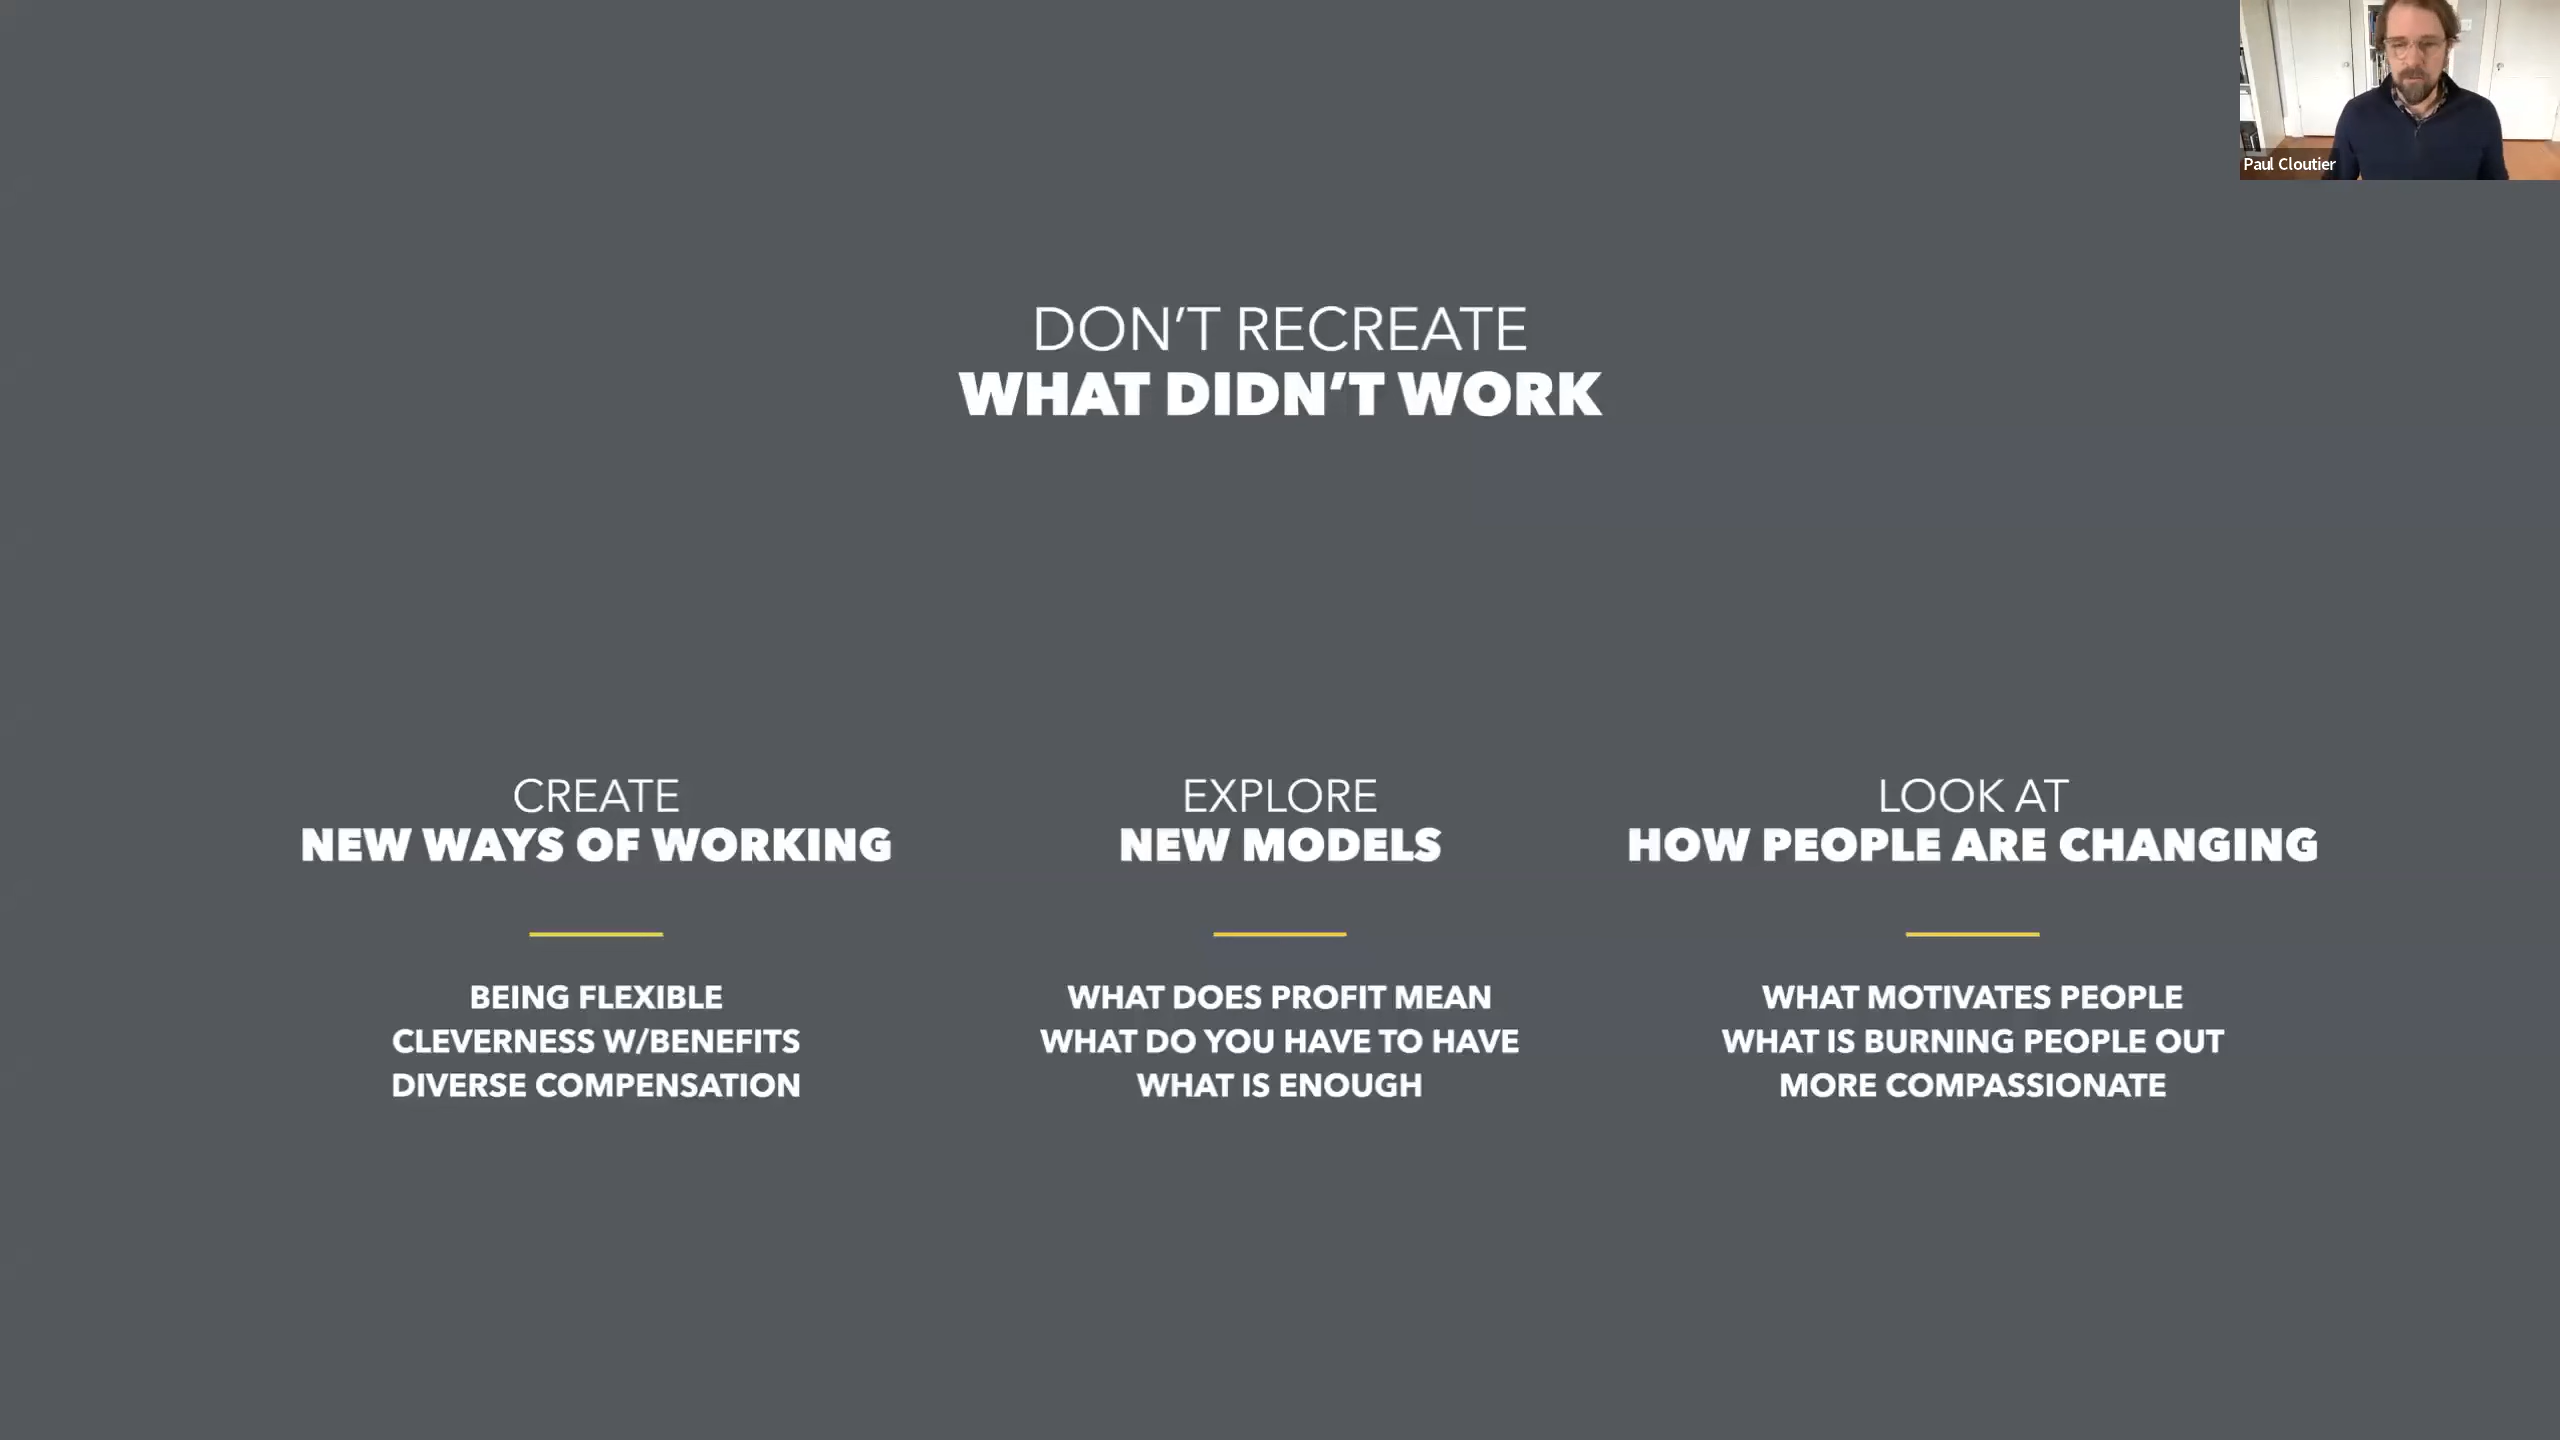 Paul Cloutier
DON'T RECREATE
WHAT DIDN'T WORK
CREATE
NEW WAYS OF WORKING
BEING FLEXIBLE
CLEVERNESS W/BENEFITS
DIVERSE COMPENSATION
EXPLORE
NEW MODELS
WHAT DOES PROFIT MEAN
WHAT DO YOU HAVE TO HAVE
WHAT IS ENOUGH
LOOK AT
HOW PEOPLE ARE CHANGING
WHAT MOTIVATES PEOPLE
WHAT IS BURNING PEOPLE OUT
MORE COMPASSIONATE